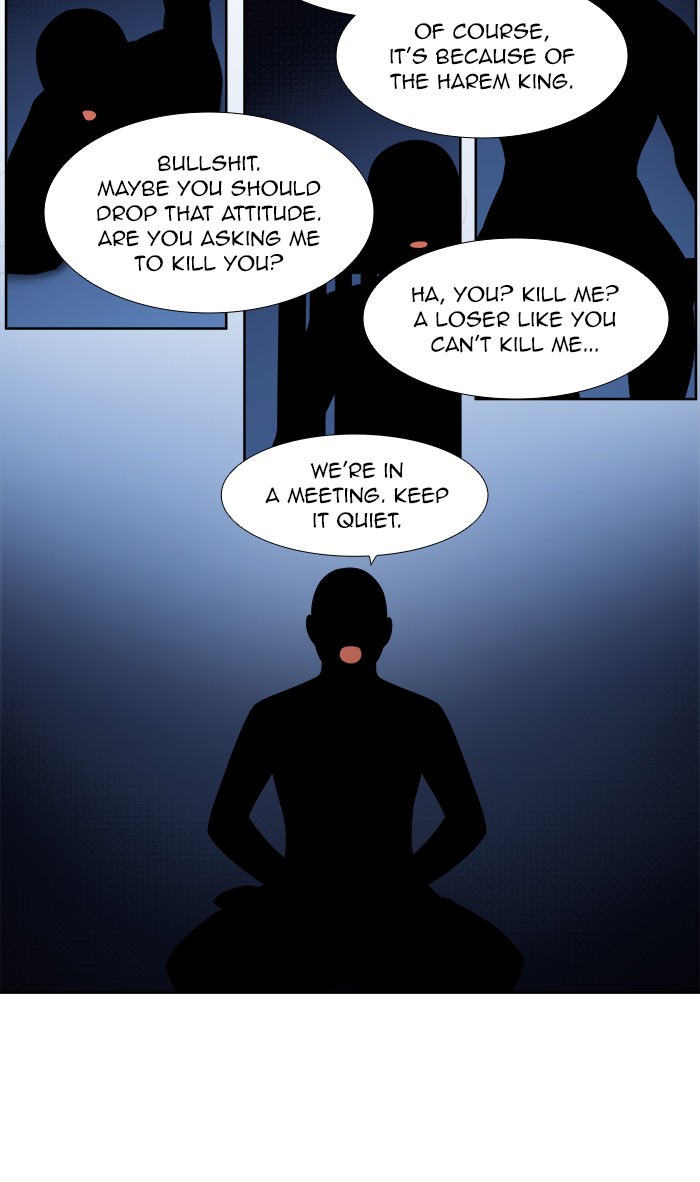 OF COURSE,
IT'S BECAUSE OF
THE HAREM KING.
BULLSHIT.
MAYBE YOU SHOULD
DROP THAT ATTITUDE.
ARE YOU ASKING ME
TO KILL YOU?
HA, YOU? KILL ME?
A LOSER LIKE YOU
CAN'T KILL ME...
WE'RE IN
A MEETING. KEEP
IT QUIET.